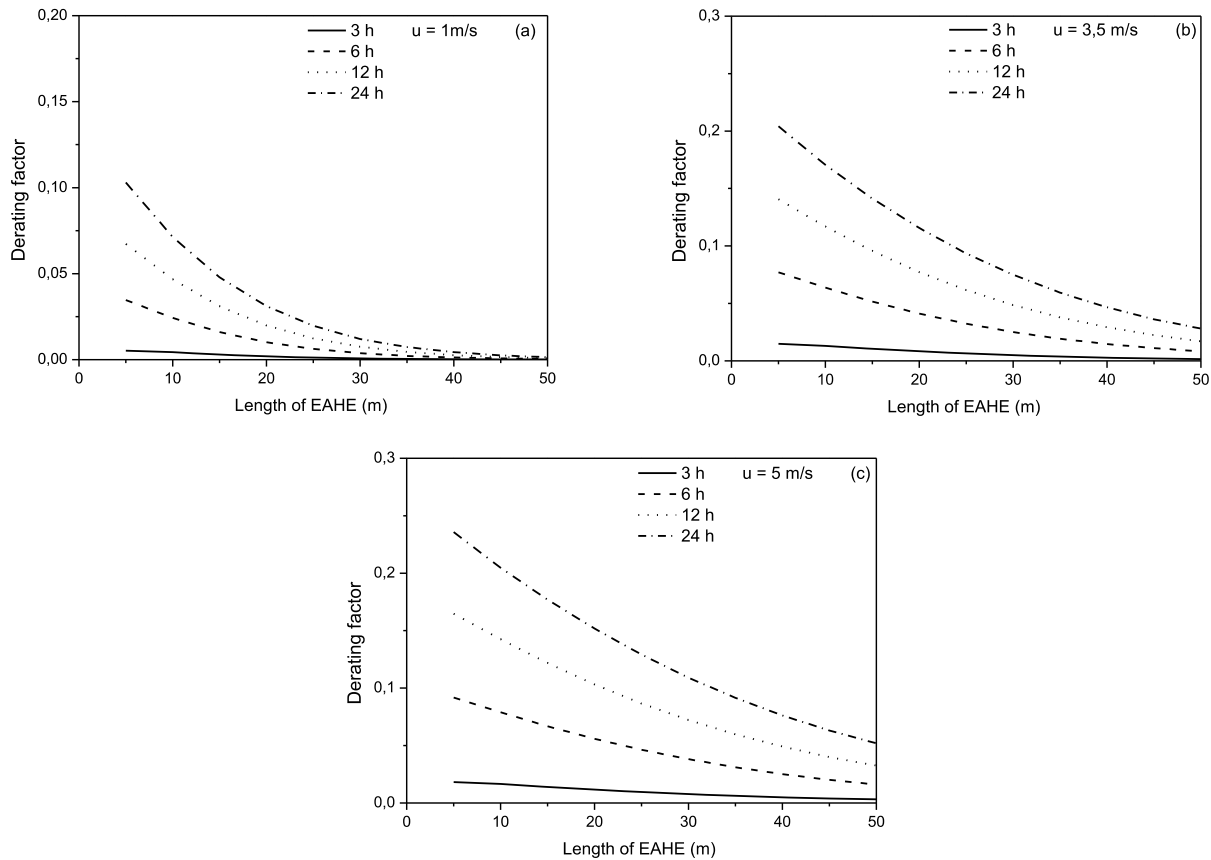 0,20
0,15
0,10
0,05
0,00
Derating factor
3 h
6 h
12 h
24 h
u = 1m/s
(a)
0 10 20 30 40 50
Length of EAHE (m)
0,3
0,2
0,1
0,0
Derating factor
3 h
6 h
12 h
24 h
u = 3,5 m/s
(b)
0 10 20 30 40 50
Length of EAHE (m)
0,3
0,2
0,1
0,0
Derating factor
3 h
6 h
12 h
24 h
u = 5 m/s
(c)
0 10 20 30 40 50
Length of EAHE (m)